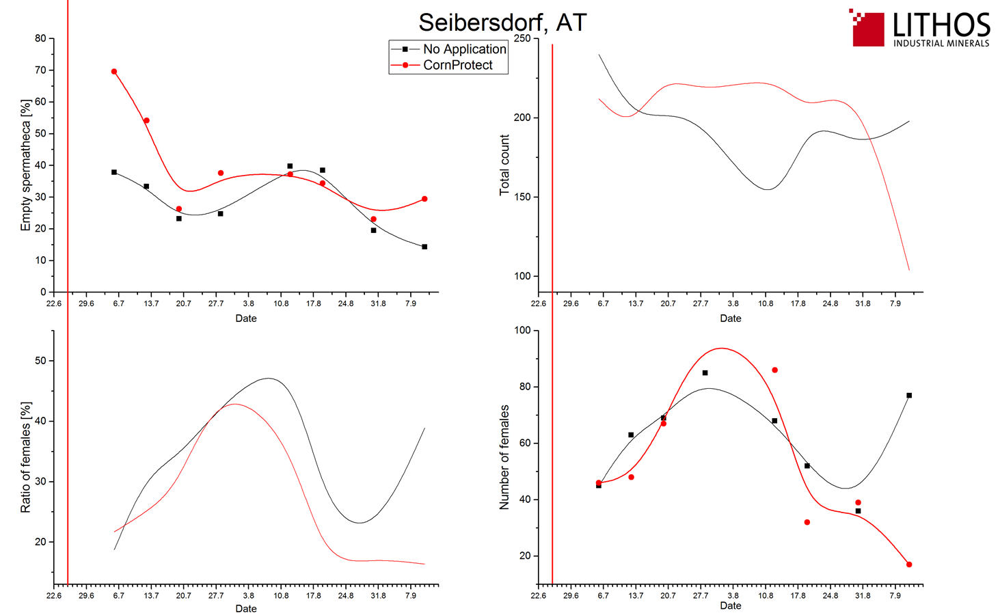 Seibersdorf, AT
LITHOS
INDUSTRIAL MINERALS
No Application
CornProtect
Empty spermatheca [%]
80
70
60
50
40
30
20
10
0
22.6 29.6 6.7 13.7 20.7 27.7 3.8 10.8 17.8 24.8 31.8 7.9
Date
Total count
250
200
150
100
22.6 29.6 6.7 13.7 20.7 27.7 3.8 10.8 17.8 24.8 31.8 7.9
Date
Ratio of females [%]
50
40
30
20
22.6 29.6 6.7 13.7 20.7 27.7 3.8 10.8 17.8 24.8 31.8 7.9
Date
Number of females
100
80
60
40
20
22.6 29.6 6.7 13.7 20.7 27.7 3.8 10.8 17.8 24.8 31.8 7.9
Date